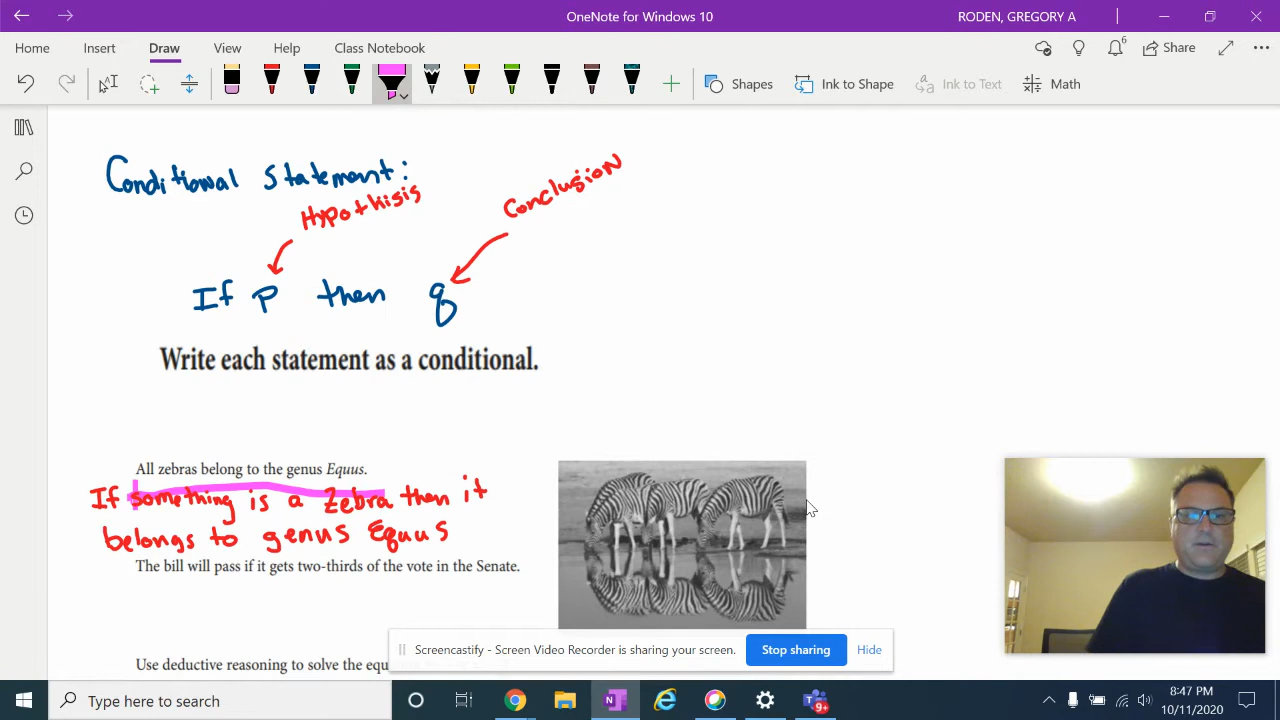 OneNote for Windows 10
RODEN, GREGORY A
Home Insert Draw View Help Class Notebook
6
Share
Shapes
Ink to Shape
Ink to Text
Math
Conditional Statement:
Hypothisis
Conclusion
If p then q
Write each statement as a conditional.
All zebras belong to the genus Equus.
If something is a Zebra then it
belongs to genus Equus
The bill will pass if it gets two-thirds of the vote in the Senate.
Screencastify - Screen Video Recorder is sharing your screen.
Stop sharing
Hide
Use deductive reasoning to solve the
Type here to search
9+
8:47 PM
10/11/2020